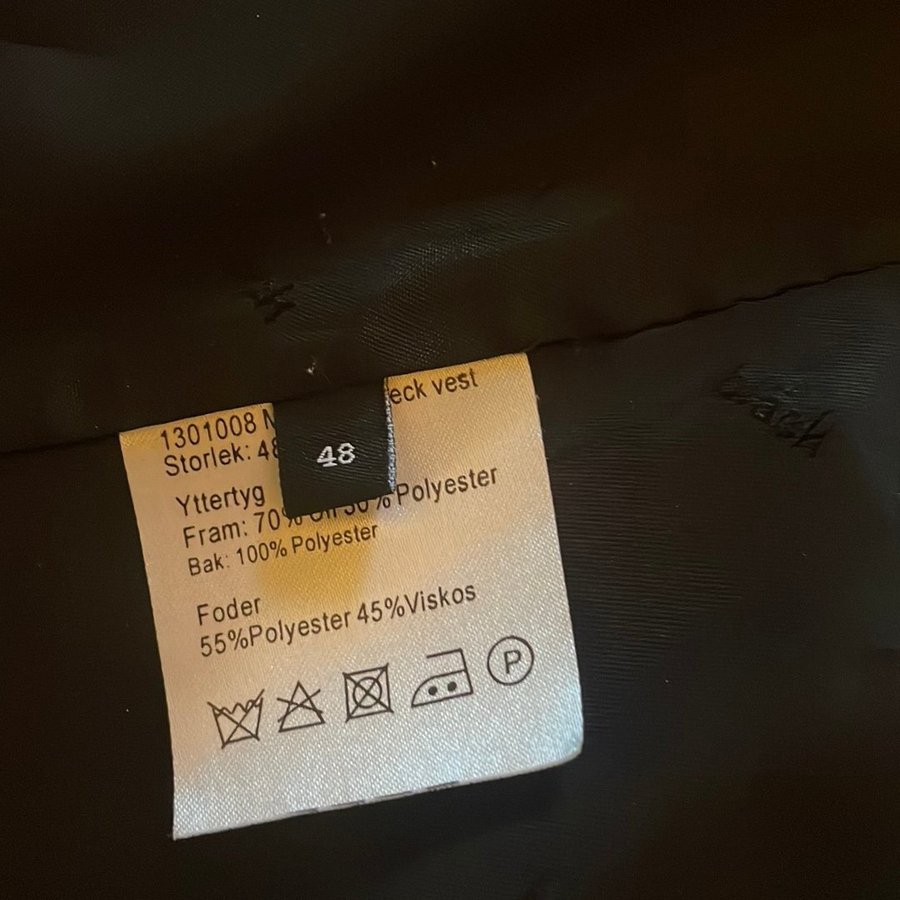 1301008 eck vest
Storlek: 48
48
Yttertyg
Fram: 70% Ull 30% Polyester
Bak: 100% Polyester
Foder
55%Polyester 45%Viskos
P